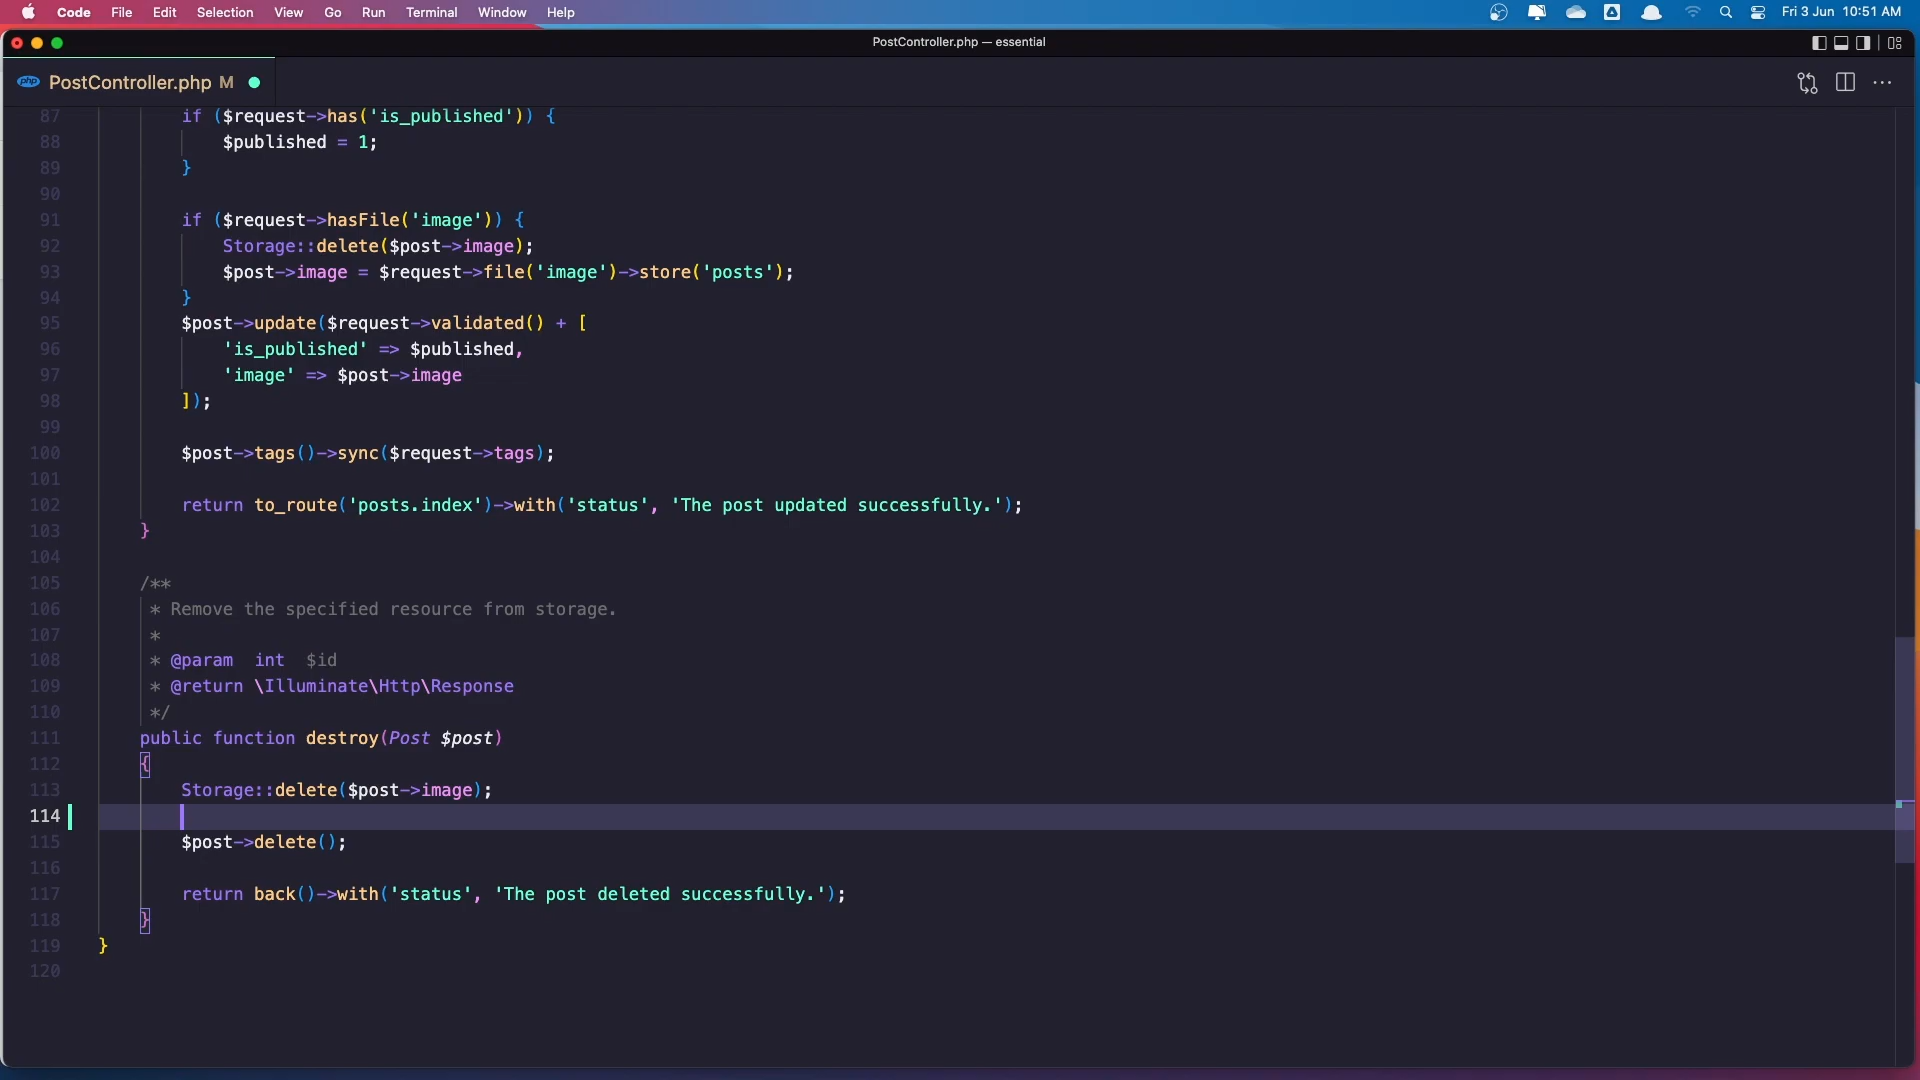 Code File Edit Selection View Go Run Terminal Window Help Fri 3 Jun 10:51 AM
PostController.php — essential
php PostController.php M
87 if ($request->has('is_published')) {
88 $published = 1;
89 }
90
91 if ($request->hasFile('image')) {
92 Storage::delete($post->image);
93 $post->image = $request->file('image')->store('posts');
94 }
95 $post->update($request->validated() + [
96 'is_published' => $published,
97 'image' => $post->image
98 ]);
99
100 $post->tags()->sync($request->tags);
101
102 return to_route('posts.index')->with('status', 'The post updated successfully.');
103 }
104
105 /**
106 * Remove the specified resource from storage.
107 *
108 * @param  int  $id
109 * @return \Illuminate\Http\Response
110 */
111 public function destroy(Post $post)
112 {
113 Storage::delete($post->image);
114
115 $post->delete();
116
117 return back()->with('status', 'The post deleted successfully.');
118 }
119 }
120